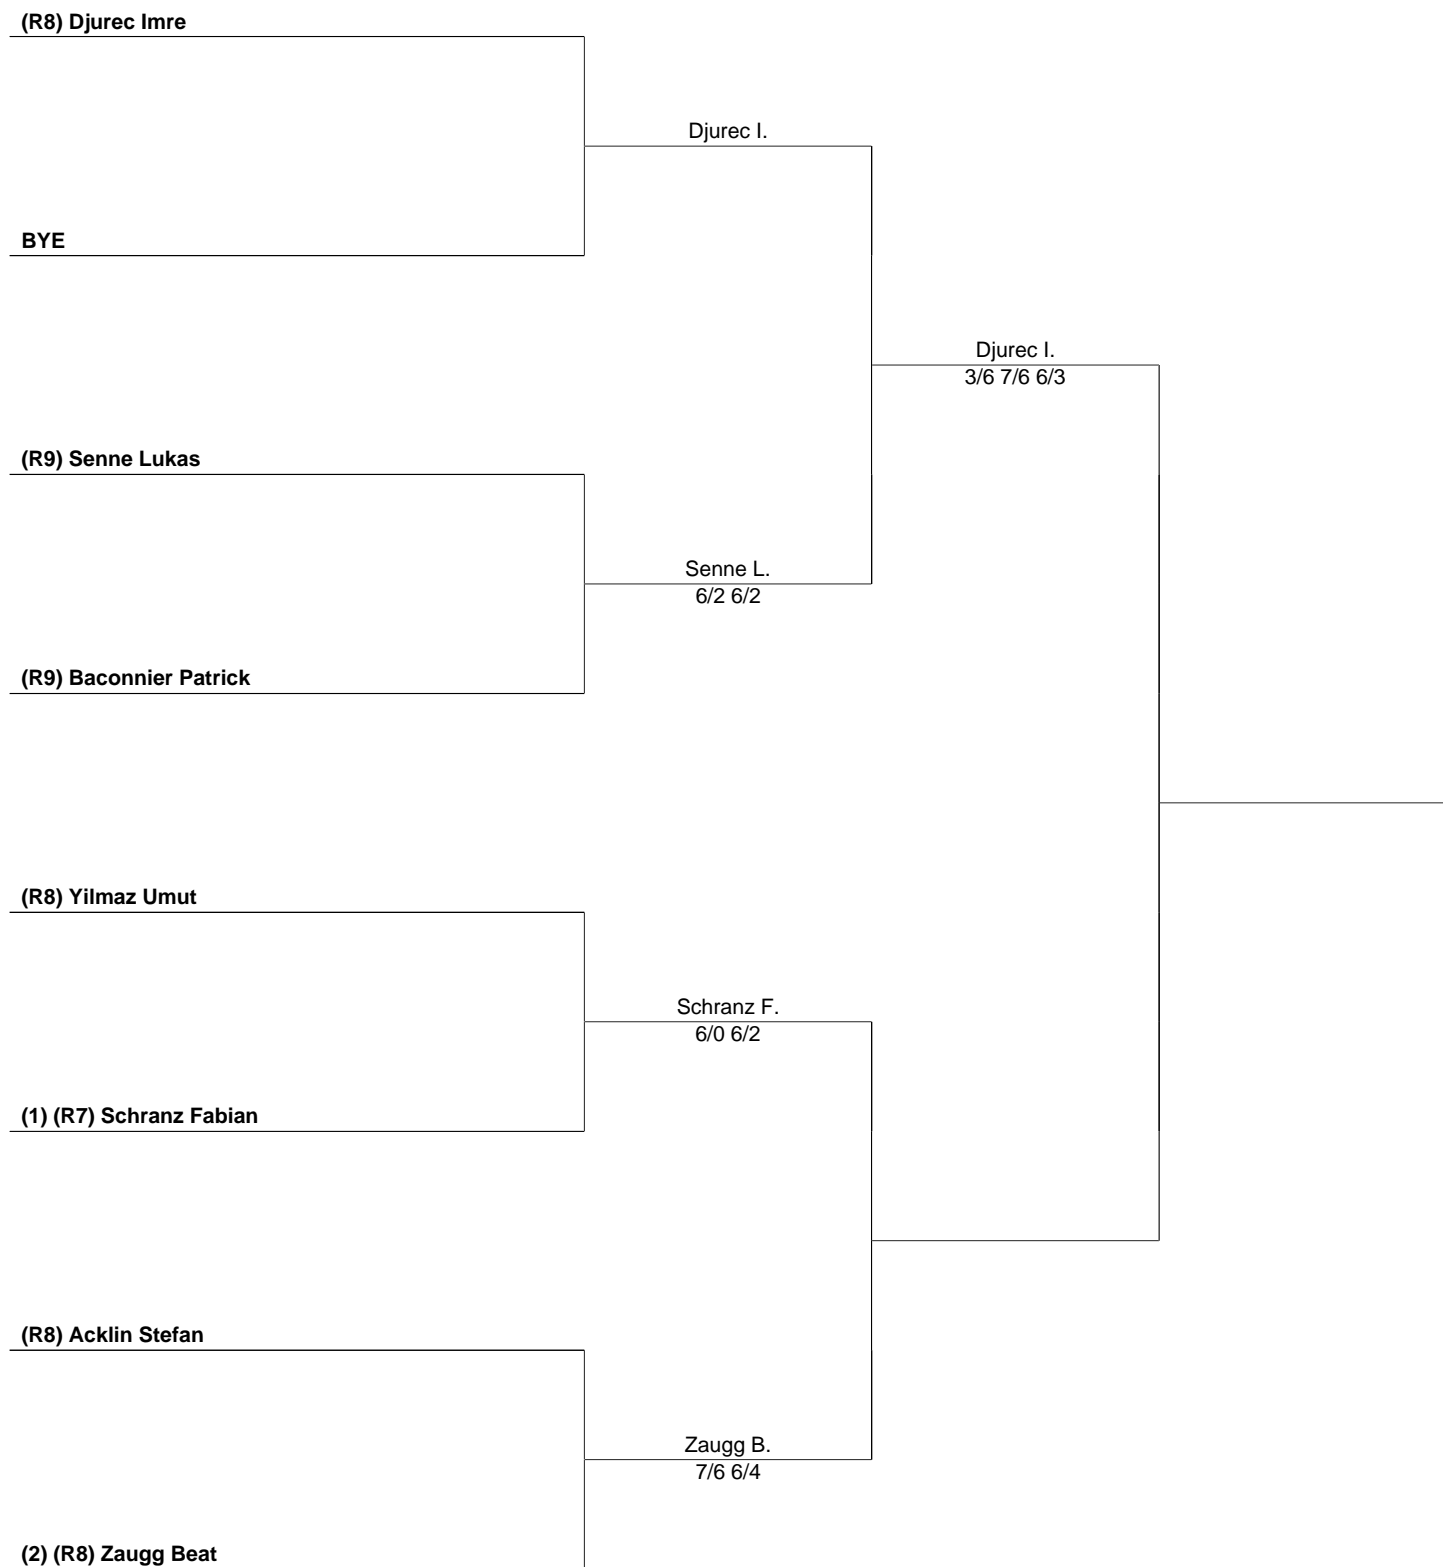 (R8) Djurec Imre
Djurec I.
BYE
Djurec I.
3/6 7/6 6/3
(R9) Senne Lukas
Senne L.
6/2 6/2
(R9) Baconnier Patrick
(R8) Yilmaz Umut
Schranz F.
6/0 6/2
(1) (R7) Schranz Fabian
(R8) Acklin Stefan
Zaugg B.
7/6 6/4
(2) (R8) Zaugg Beat